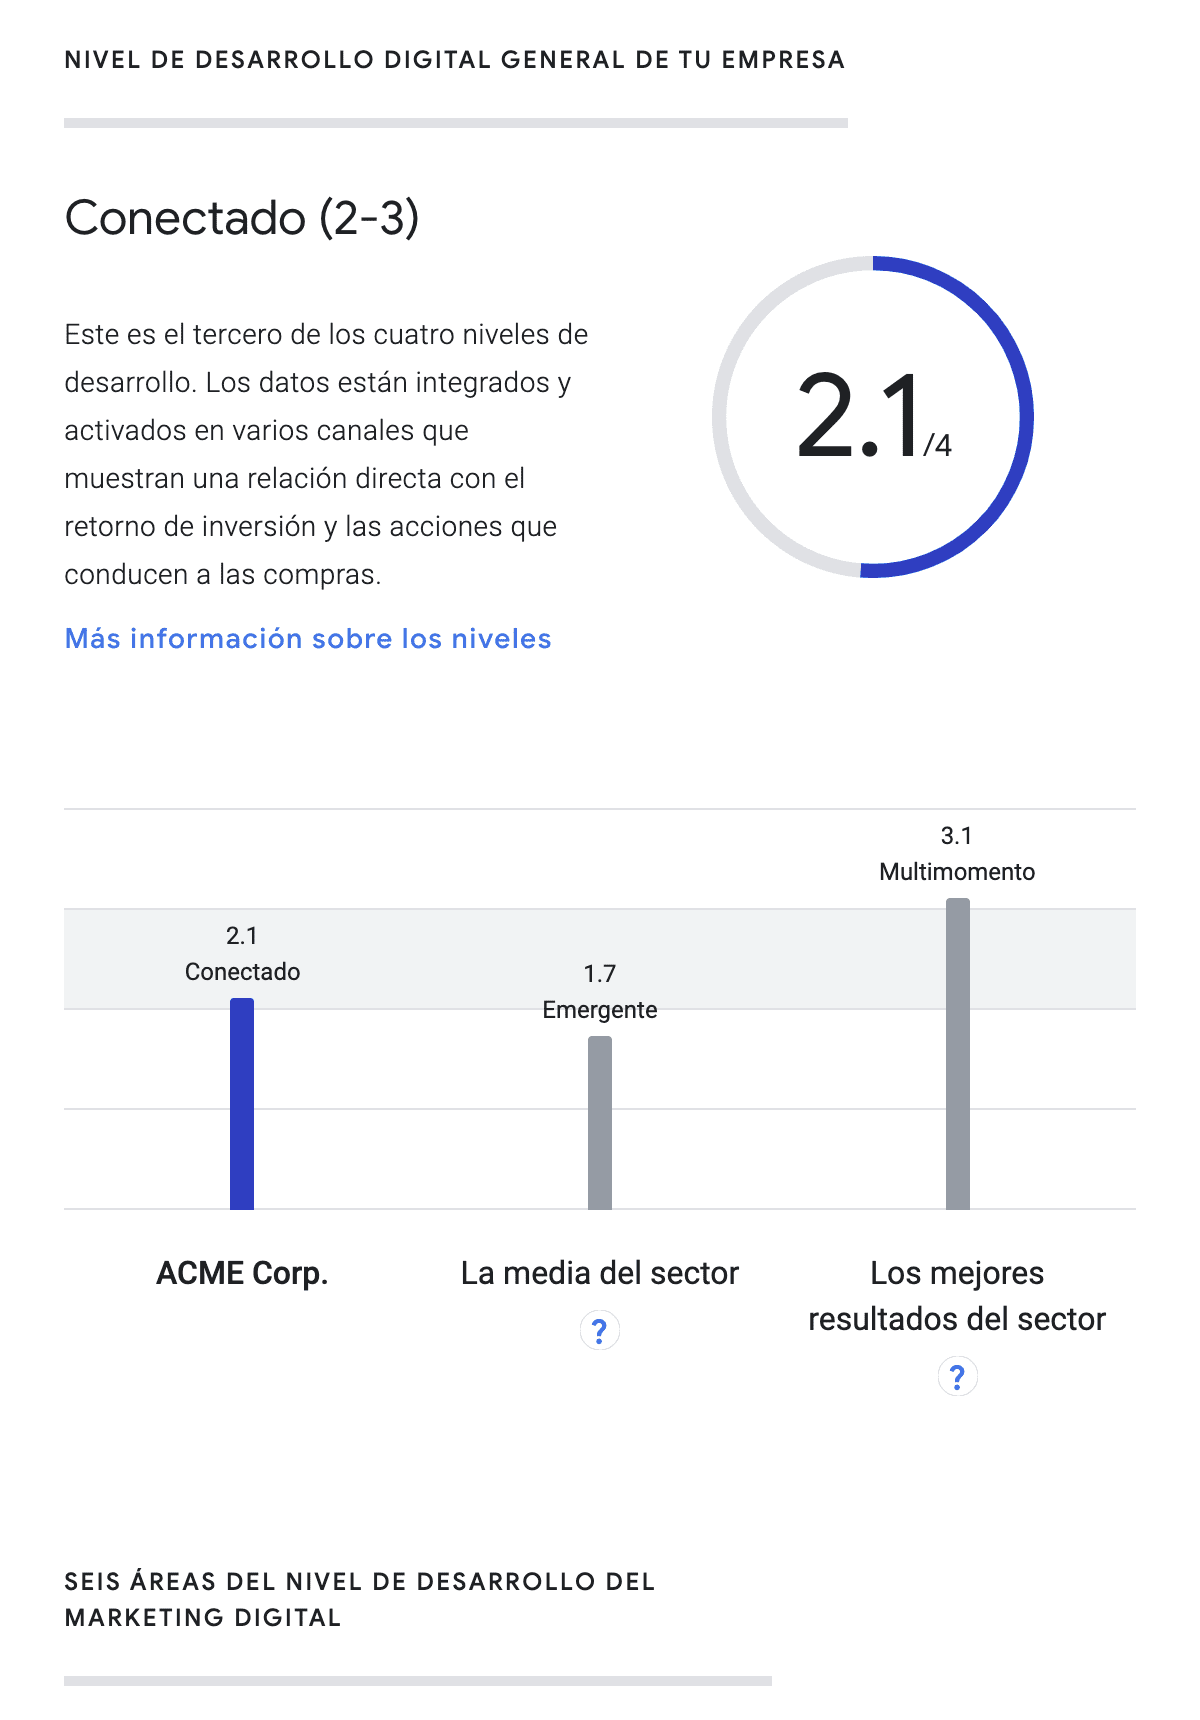 NIVEL DE DESARROLLO DIGITAL GENERAL DE TU EMPRESA
Conectado (2-3)
Este es el tercero de los cuatro niveles de
desarrollo. Los datos están integrados y
activados en varios canales que
muestran una relación directa con el
retorno de inversión y las acciones que
conducen a las compras.
Más información sobre los niveles
2.1/4
2.1
Conectado
1.7
Emergente
3.1
Multimomento
ACME Corp.
La media del sector
?
Los mejores
resultados del sector
?
SEIS ÁREAS DEL NIVEL DE DESARROLLO DEL
MARKETING DIGITAL